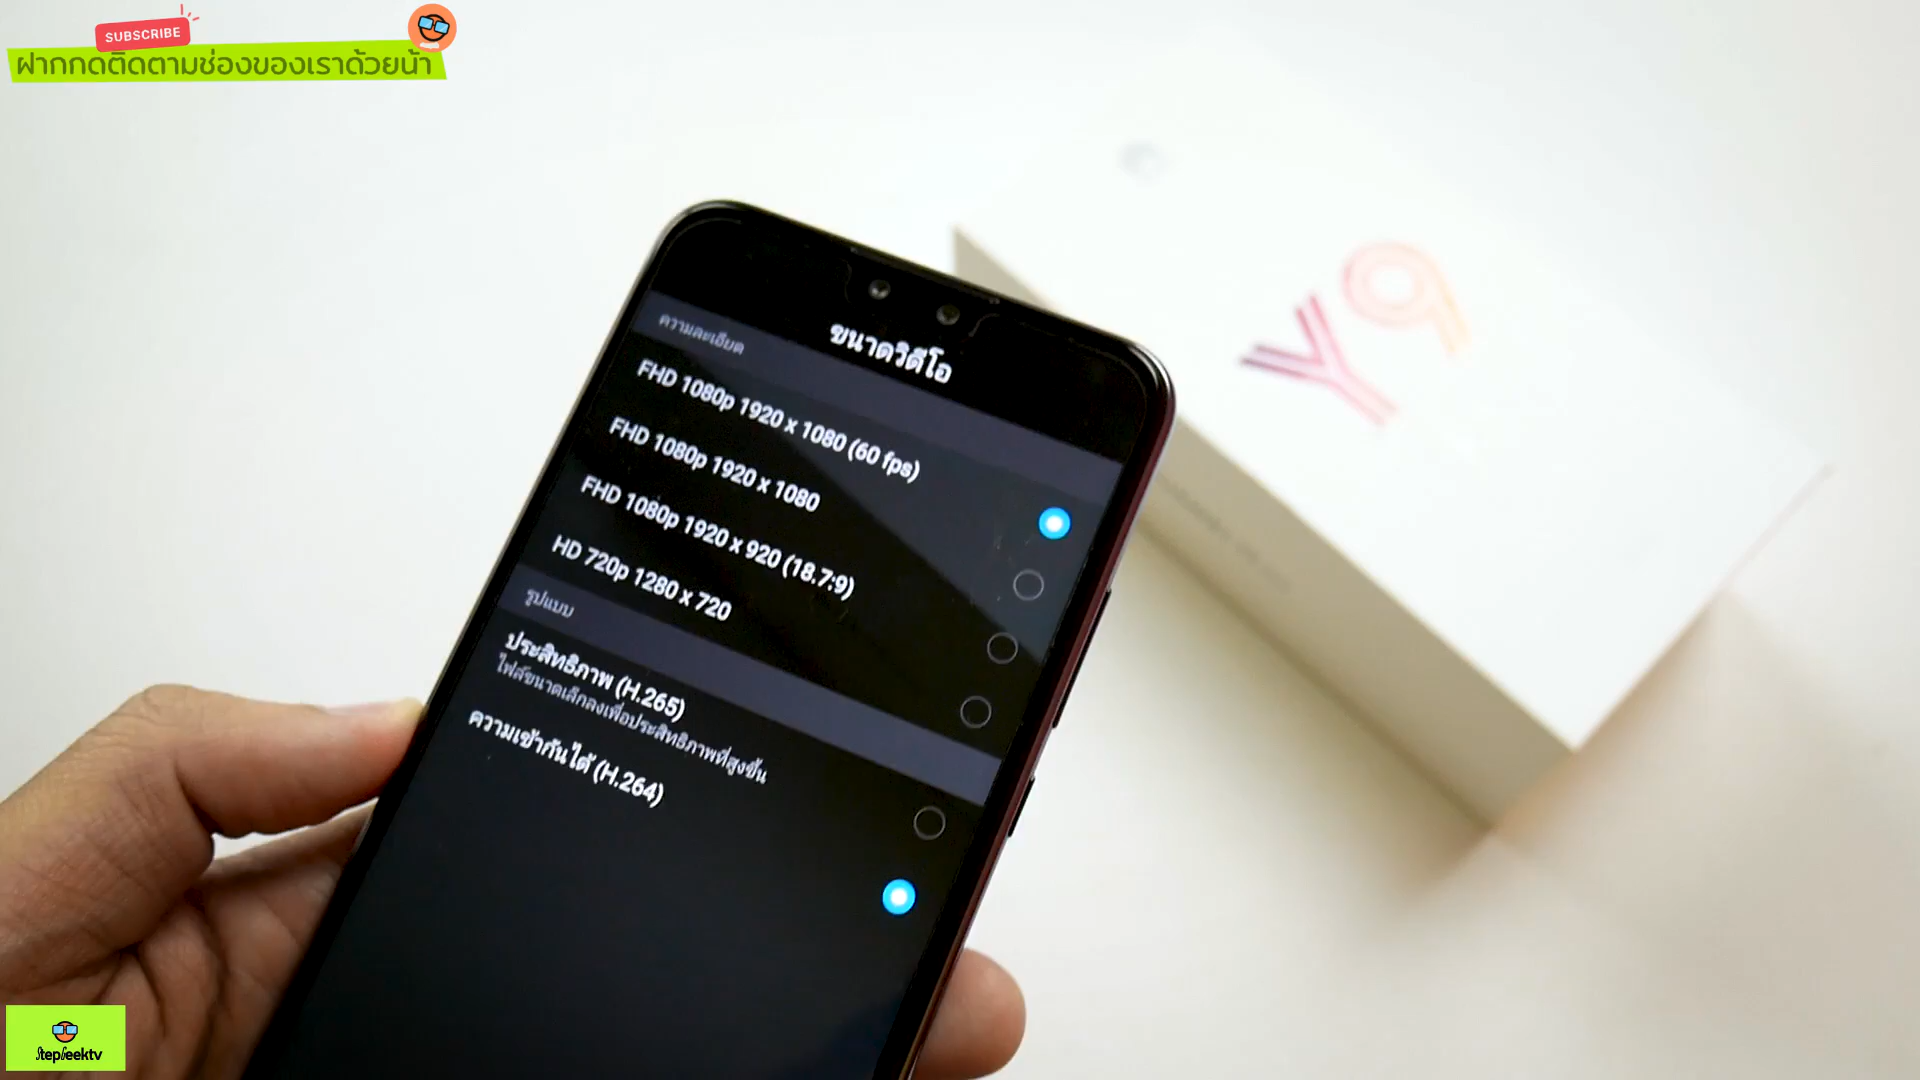 SUBSCRIBE
ฝากกดติดตามช่องของเราด้วยน้า
Y9
ขนาดวิดีโอ
ความละเอียด
FHD 1080p 1920 x 1080 (60 fps)
FHD 1080p 1920 x 1080
FHD 1080p 1920 x 920 (18.7:9)
HD 720p 1280 x 720
รูปแบบ
ประสิทธิภาพ (H.265)
ไฟล์ขนาดเล็กลงเพื่อประสิทธิภาพที่สูงขึ้น
ความเข้ากันได้ (H.264)
StepGeektv